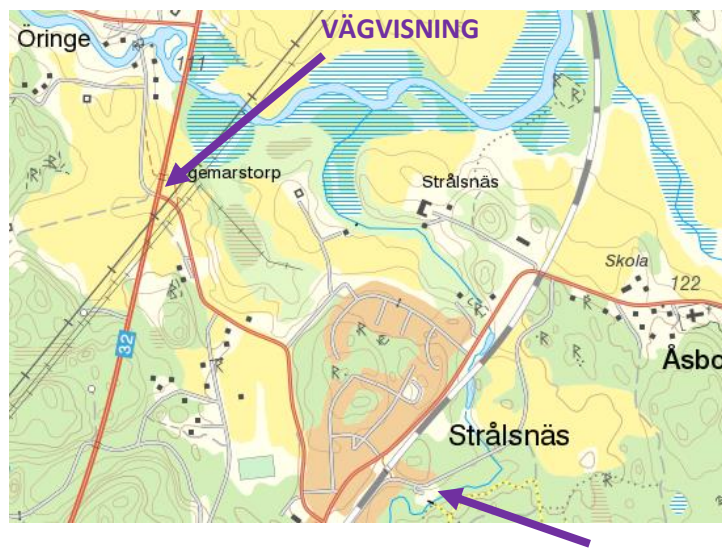 VÄGVISNING
Öringe
111
gemarstorp
Strålsnäs
Skola
122
32
Åsbo
Strålsnäs